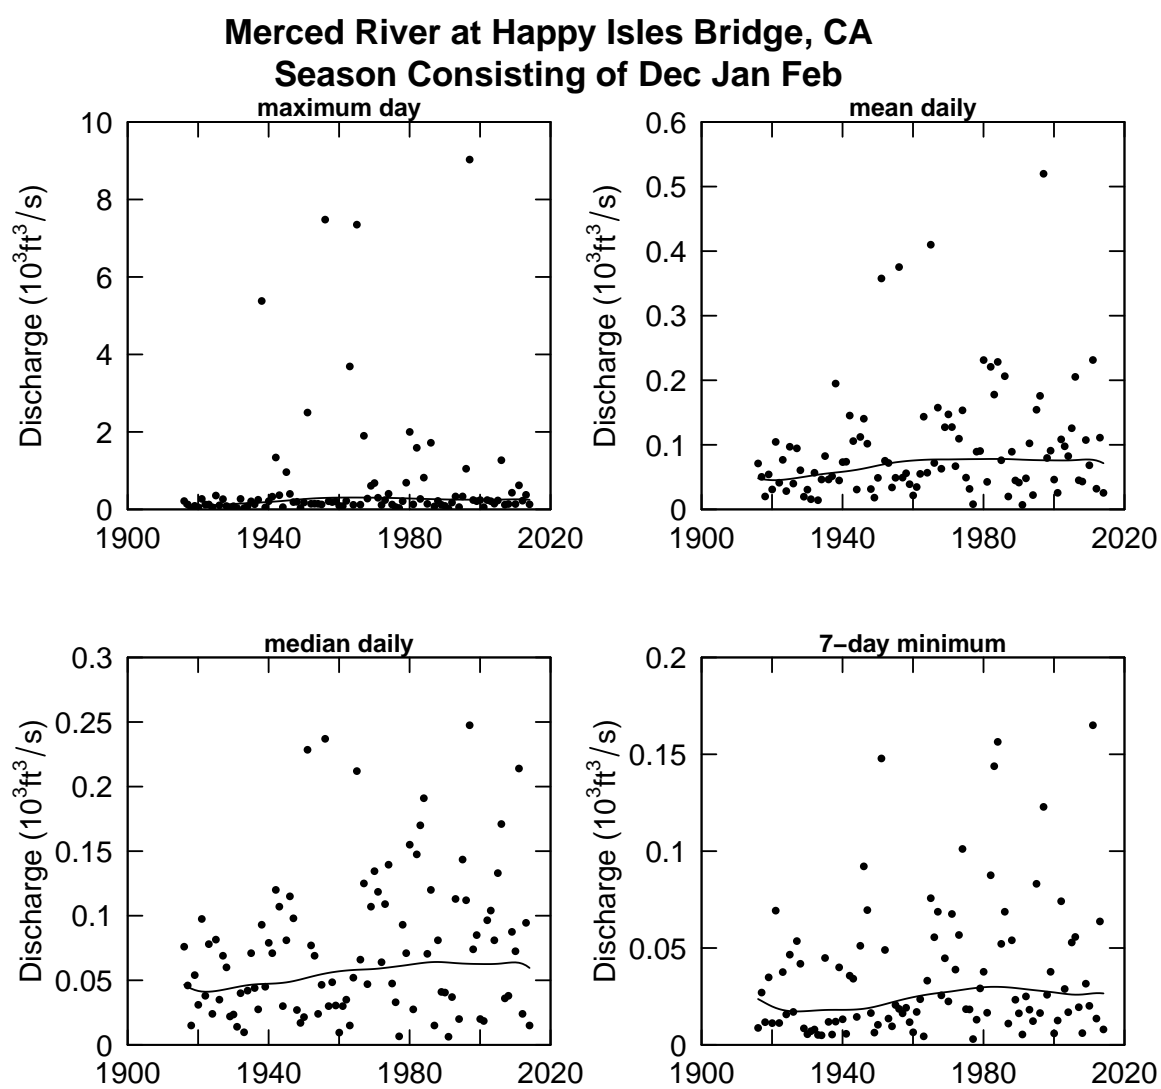 Merced River at Happy Isles Bridge, CA
Season Consisting of Dec Jan Feb
maximum day
Discharge (10³ft³/s)
10
8
6
4
2
0
1900 1940 1980 2020
mean daily
Discharge (10³ft³/s)
0.6
0.5
0.4
0.3
0.2
0.1
0
1900 1940 1980 2020
median daily
Discharge (10³ft³/s)
0.3
0.25
0.2
0.15
0.1
0.05
0
1900 1940 1980 2020
7−day minimum
Discharge (10³ft³/s)
0.2
0.15
0.1
0.05
0
1900 1940 1980 2020